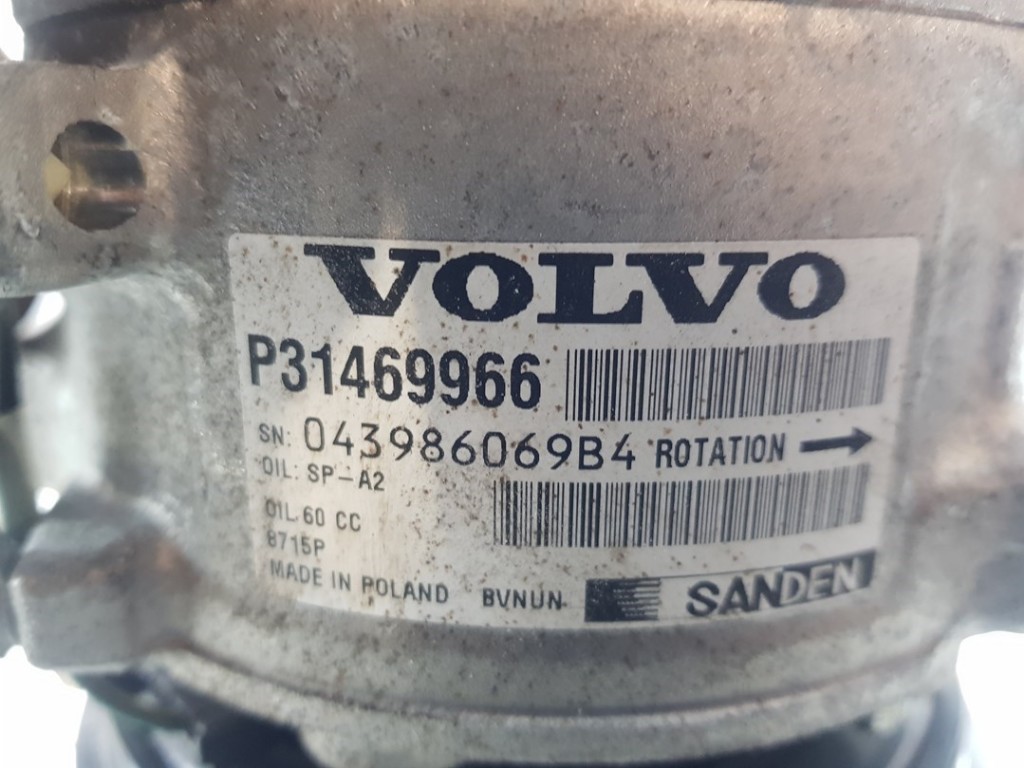 VOLVO
P31469966
SN: 043986069B4 ROTATION
OIL: SP-A2
OIL 60 CC
8715P
MADE IN POLAND BVNUN
SANDEN